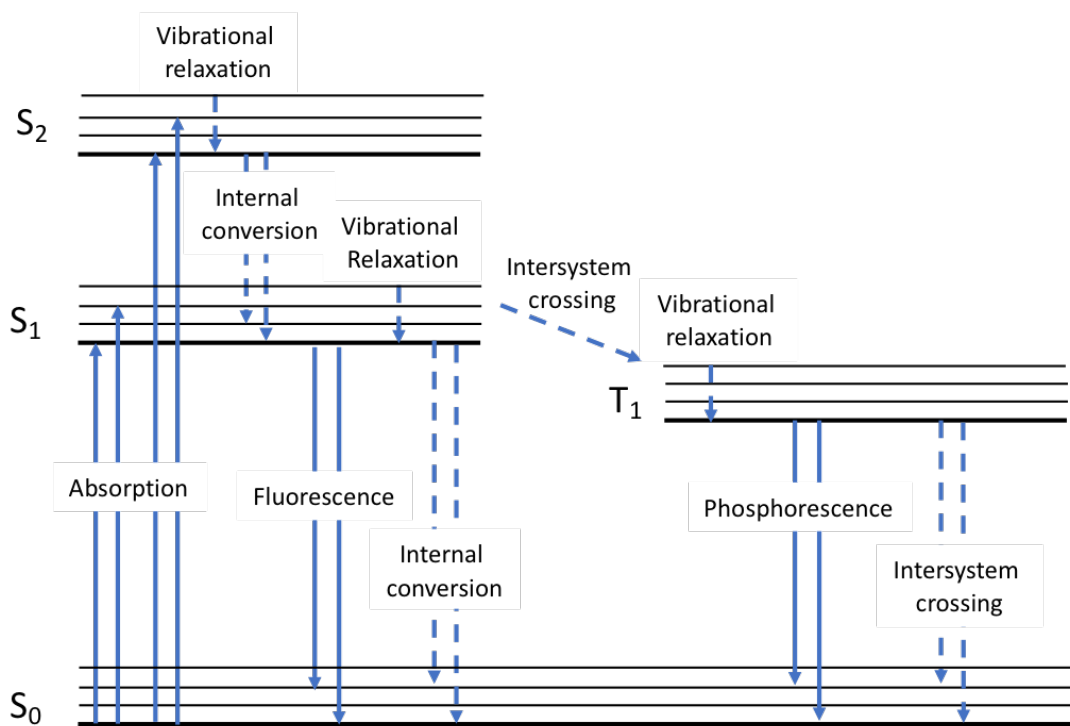 Vibrational
relaxation
S₂
Internal
conversion
Vibrational
Relaxation
Intersystem
crossing
S₁
Vibrational
relaxation
T₁
Absorption
Fluorescence
Phosphorescence
Internal
conversion
Intersystem
crossing
S₀